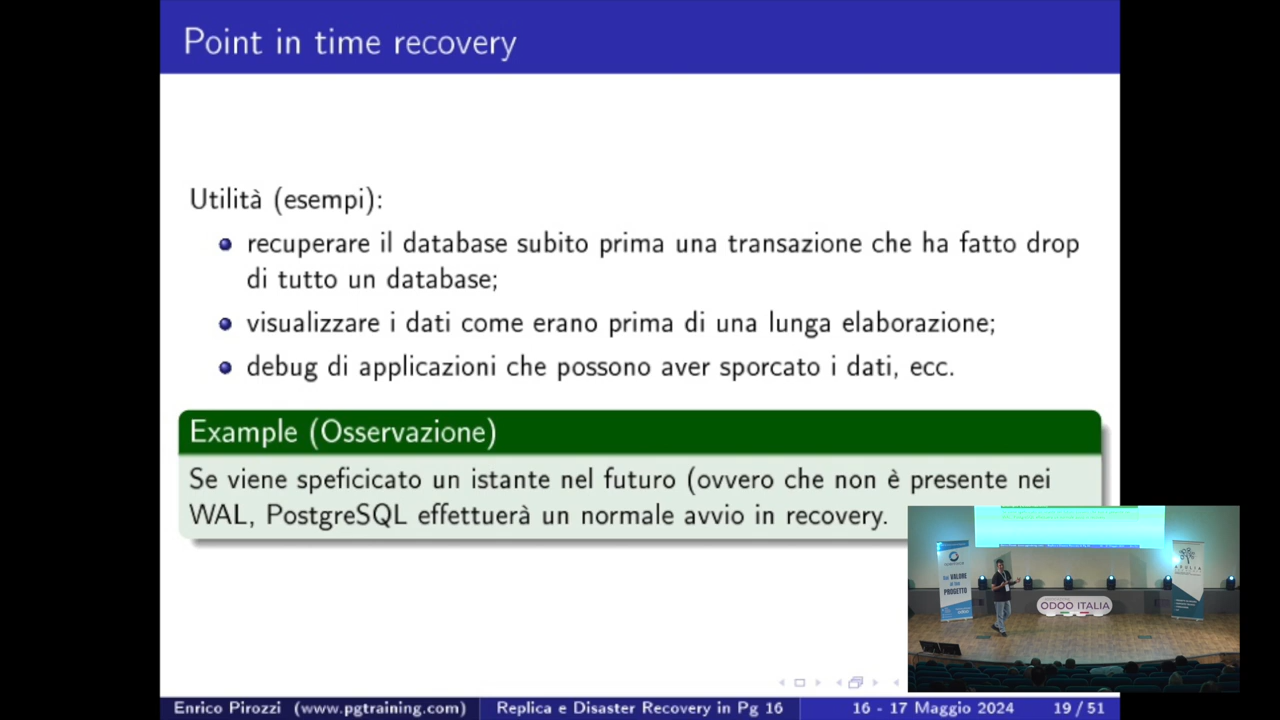 Point in time recovery
Utilità (esempi):
recuperare il database subito prima una transazione che ha fatto drop
di tutto un database;
visualizzare i dati come erano prima di una lunga elaborazione;
debug di applicazioni che possono aver sporcato i dati, ecc.
Example (Osservazione)
Se viene speficicato un istante nel futuro (ovvero che non è presente nei
WAL, PostgreSQL effettuerà un normale avvio in recovery.
VALORE
PROGETTO
ODOO ITALIA
Enrico Pirozzi (www.pgtraining.com) Replica e Disaster Recovery in Pg 16 16 - 17 Maggio 2024 19 / 51